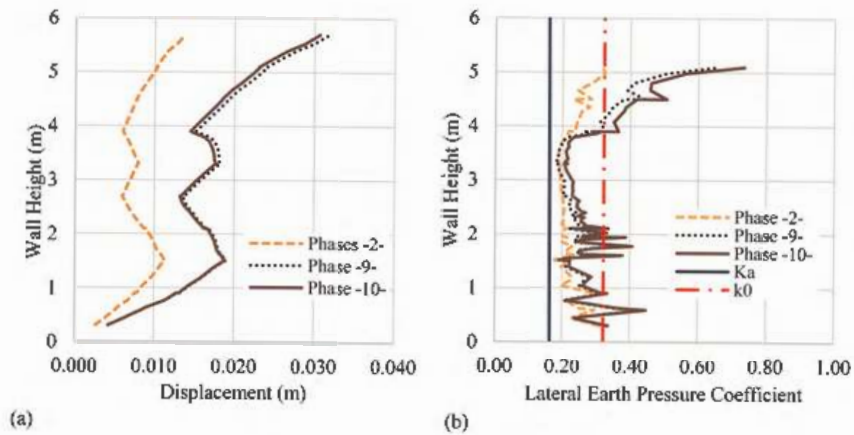 6
5
4
3
2
1
0
Wall Height (m)
Phases -2-
Phase -9-
Phase -10-
0.000 0.010 0.020 0.030 0.040
Displacement (m)
(a)
6
5
4
3
2
1
0
Wall Height (m)
Phase -2-
Phase -9-
Phase -10-
Ka
k0
0.00 0.20 0.40 0.60 0.80 1.00
Lateral Earth Pressure Coefficient
(b)